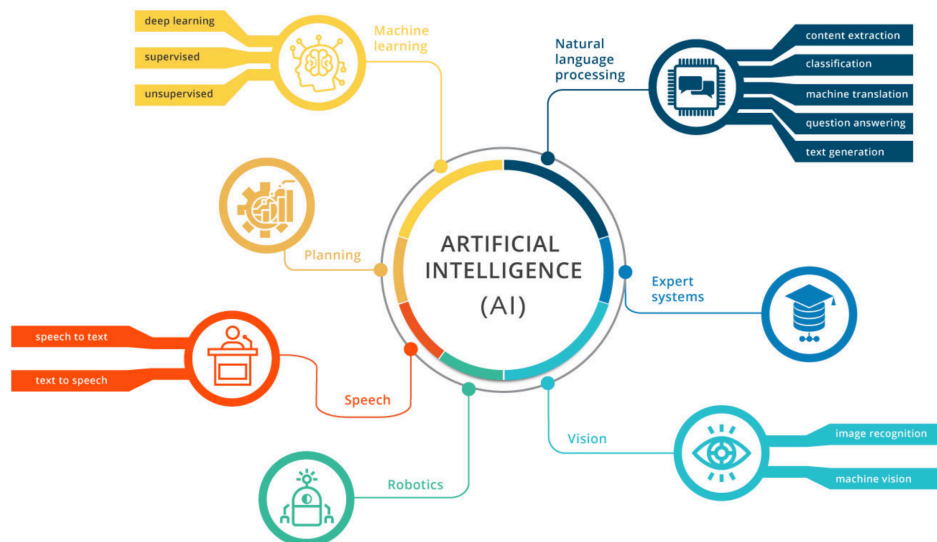 deep learning
supervised
unsupervised
Machine
learning
Natural
language
processing
content extraction
classification
machine translation
question answering
text generation
Planning
ARTIFICIAL
INTELLIGENCE
(AI)
Expert
systems
speech to text
text to speech
Speech
Vision
image recognition
machine vision
Robotics